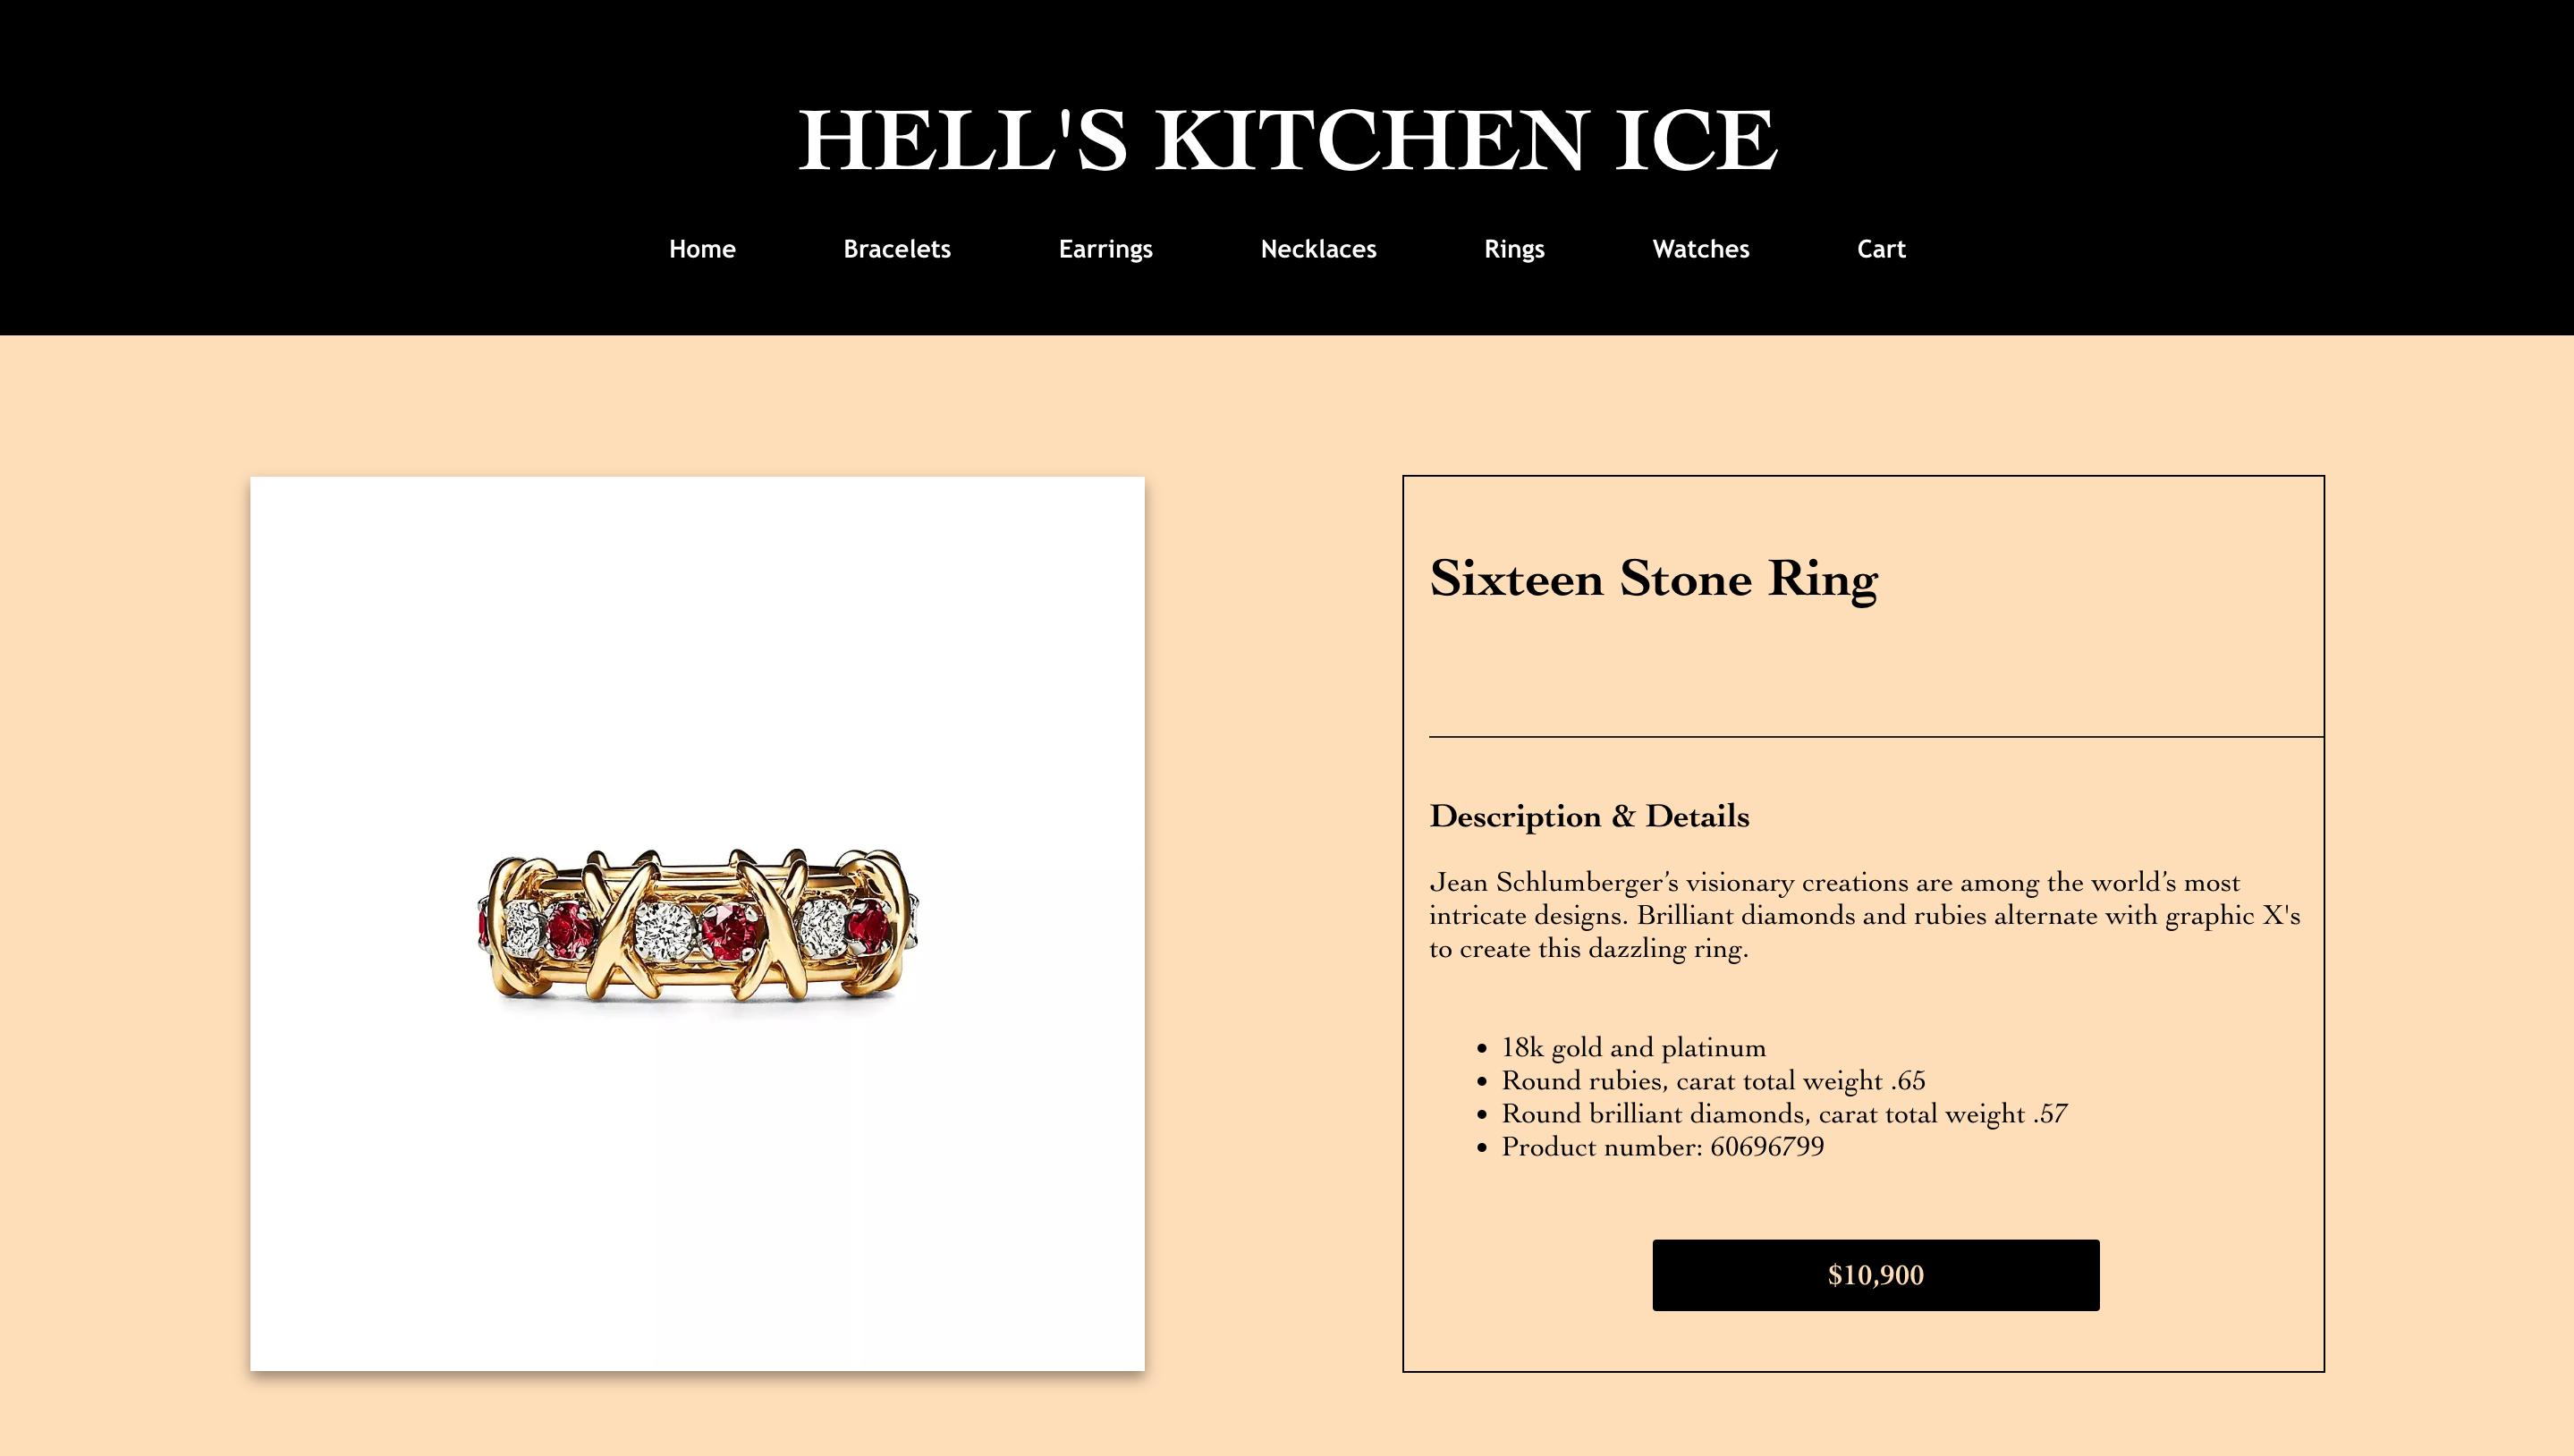 HELL'S KITCHEN ICE
Home Bracelets Earrings Necklaces Rings Watches Cart
Sixteen Stone Ring
Description & Details
Jean Schlumberger’s visionary creations are among the world’s most
intricate designs. Brilliant diamonds and rubies alternate with graphic X's
to create this dazzling ring.
• 18k gold and platinum
• Round rubies, carat total weight .65
• Round brilliant diamonds, carat total weight .57
• Product number: 60696799
$10,900